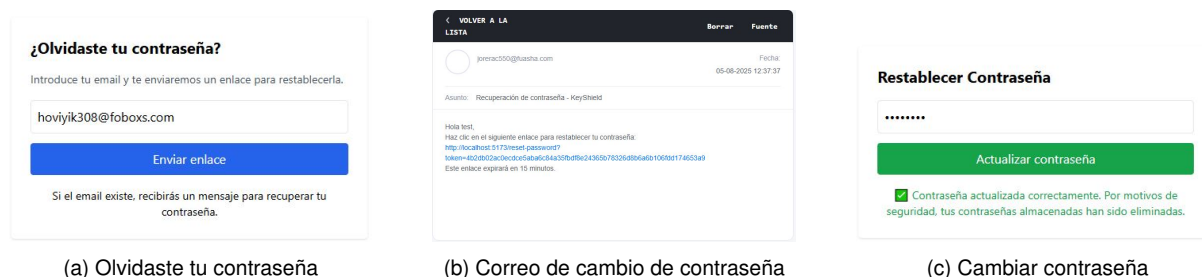 ¿Olvidaste tu contraseña?
Introduce tu email y te enviaremos un enlace para restablecerla.
hoviyik308@foboxs.com
Enviar enlace
Si el email existe, recibirás un mensaje para recuperar tu
contraseña.
(a) Olvidaste tu contraseña
VOLVER A LA
LISTA
Borrar Fuente
jorerac550@fuasha.com
Fecha:
05-08-2025 12:37:37
Asunto: Recuperación de contraseña - KeyShield
Hola test,
Haz clic en el siguiente enlace para restablecer tu contraseña:
http://localhost:5173/reset-password?
token=4b2db02ac0ecdce5aba6c84a35fbdf8e24365b78326d8b6a6b106fdd174653a9
Este enlace expirará en 15 minutos.
(b) Correo de cambio de contraseña
Restablecer Contraseña
••••••••
Actualizar contraseña
✅ Contraseña actualizada correctamente. Por motivos de
seguridad, tus contraseñas almacenadas han sido eliminadas.
(c) Cambiar contraseña